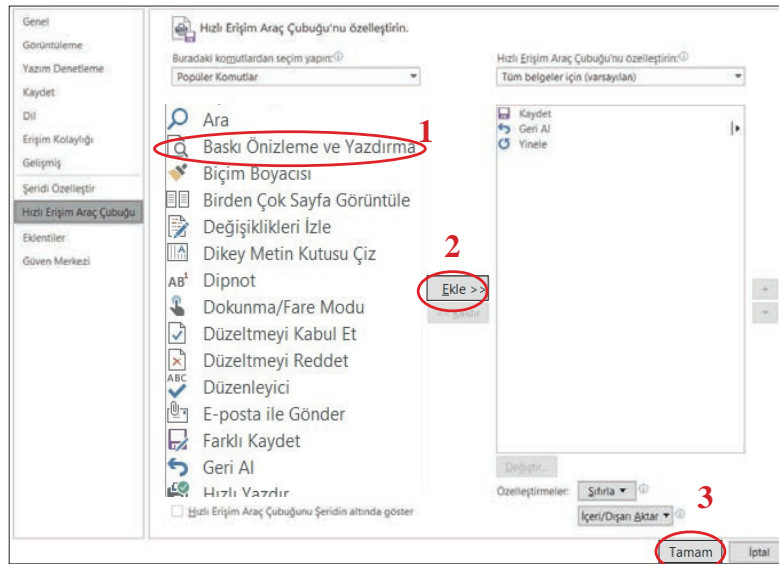 Genel
Görüntüleme
Yazım Denetleme
Kaydet
Dil
Erişim Kolaylığı
Gelişmiş
Şeridi Özelleştir
Hızlı Erişim Araç Çubuğu
Eklentiler
Güven Merkezi
Hızlı Erişim Araç Çubuğu'nu özelleştirin.
Buradaki komutlardan seçim yapın:
Popüler Komutlar
Ara
1
Baskı Önizleme ve Yazdırma
Biçim Boyacısı
Birden Çok Sayfa Görüntüle
Değişiklikleri İzle
Dikey Metin Kutusu Çiz
AB¹ Dipnot
Dokunma/Fare Modu
Düzeltmeyi Kabul Et
Düzeltmeyi Reddet
ABC
Düzenleyici
E-posta ile Gönder
Farklı Kaydet
Geri Al
Hızlı Yazdır
Hızlı Erişim Araç Çubuğunu Şeridin altında göster
2
Ekle >>
<< Kaldır
Hızlı Erişim Araç Çubuğu'nu özelleştirin:
Tüm belgeler için (varsayılan)
Kaydet
Geri Al
Yinele
Değiştir...
Özelleştirmeler:
Sıfırla
İçeri/Dışarı Aktar
3
Tamam
İptal